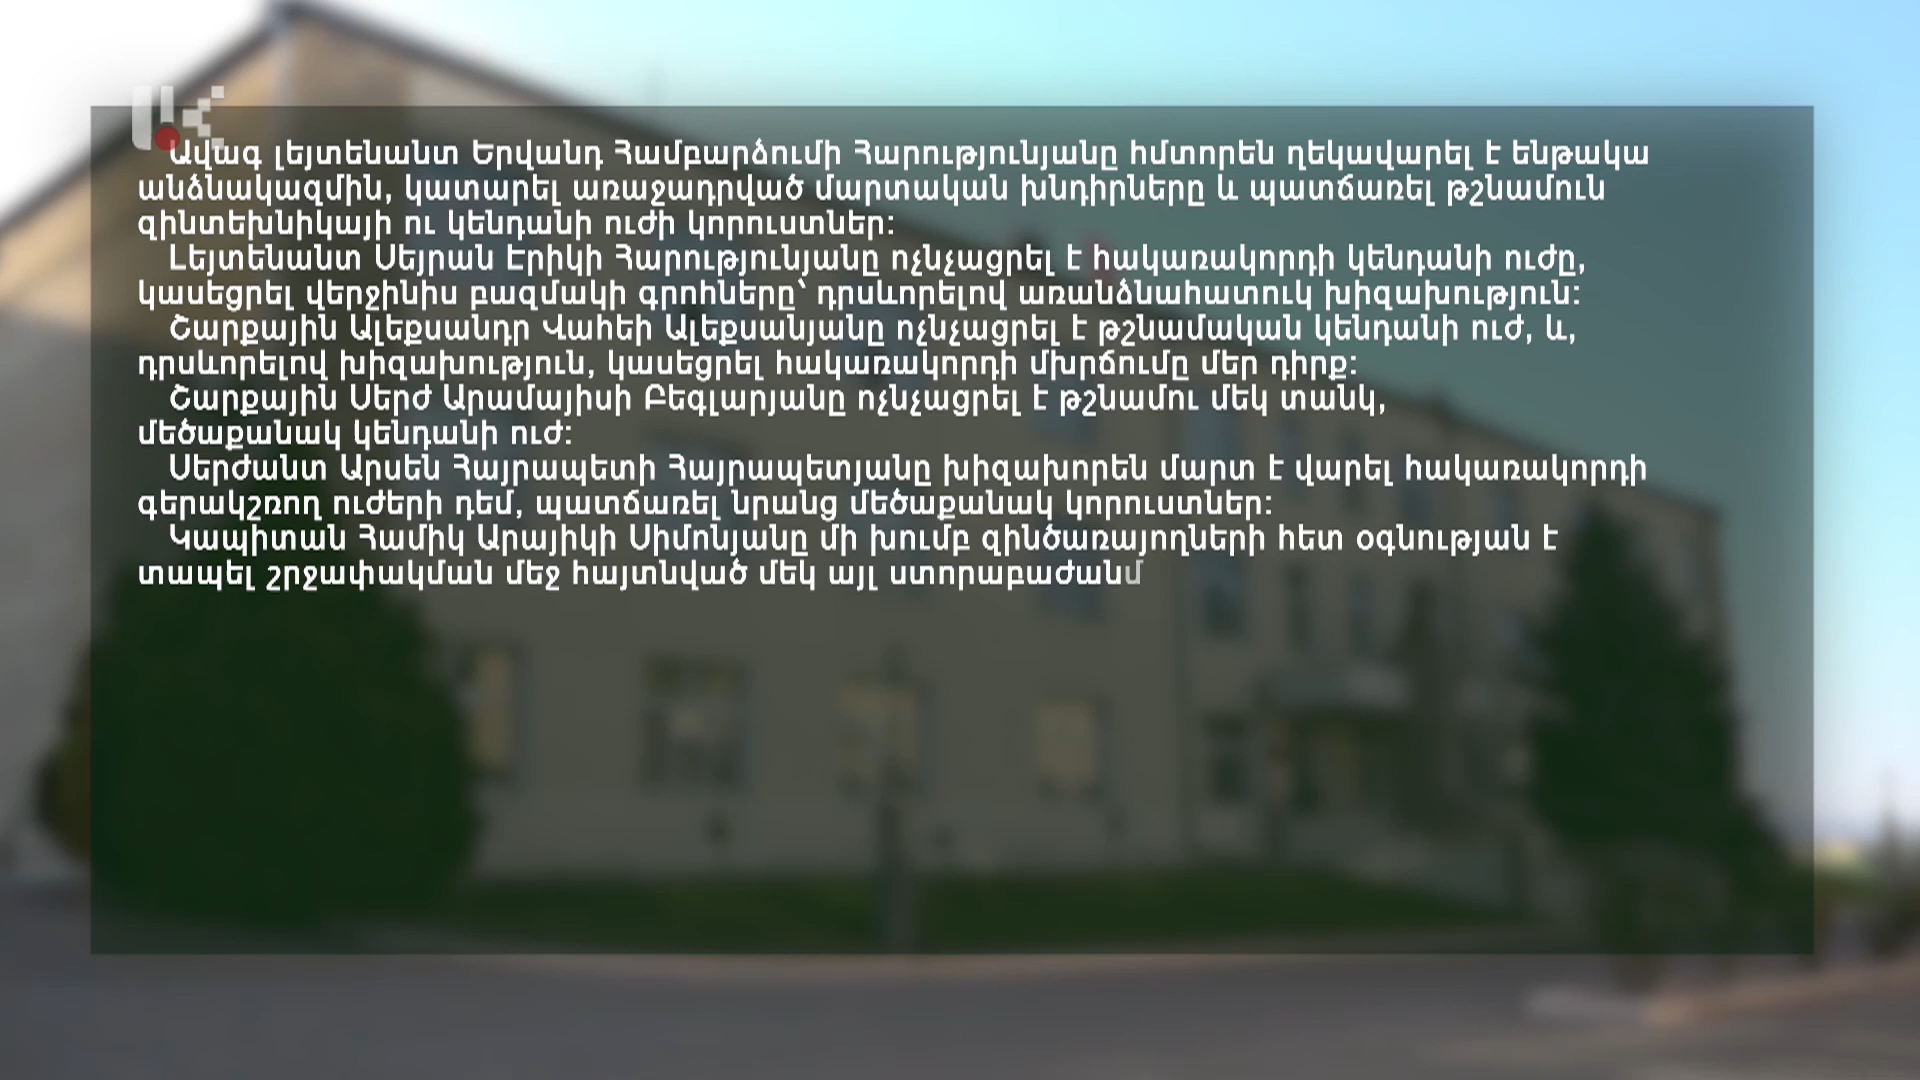 Ավագ լեյտենանտ Երվանդ Համբարձումի Հարությունյանը հմտորեն ղեկավարել է ենթակա
անձնակազմին, կատարել առաջադրված մարտական խնդիրները և պատճառել թշնամուն
զինտեխնիկայի ու կենդանի ուժի կորուստներ:
Լեյտենանտ Սեյրան Էրիկի Հարությունյանը ոչնչացրել է հակառակորդի կենդանի ուժը,
կասեցրել վերջինիս բազմակի գրոհները՝ դրսևորելով առանձնահատուկ խիզախություն:
Շարքային Ալեքսանդր Վահեի Ալեքսանյանը ոչնչացրել է թշնամական կենդանի ուժ, և,
դրսևորելով խիզախություն, կասեցրել հակառակորդի մխրճումը մեր դիրք:
Շարքային Սերժ Արամայիսի Բեգլարյանը ոչնչացրել է թշնամու մեկ տանկ,
մեծաքանակ կենդանի ուժ:
Սերժանտ Արսեն Հայրապետի Հայրապետյանը խիզախորեն մարտ է վարել հակառակորդի
գերակշռող ուժերի դեմ, պատճառել նրանց մեծաքանակ կորուստներ:
Կապիտան Համիկ Արայիկի Սիմոնյանը մի խումբ զինծառայողների հետ օգնության է
տապել շրջափակման մեջ հայտնված մեկ այլ ստորաբաժանմ